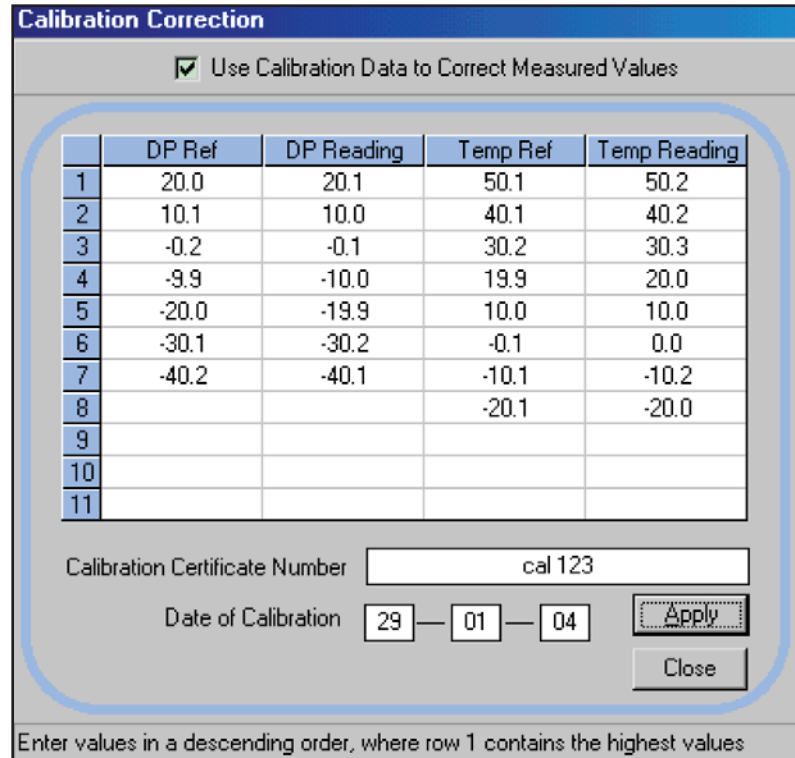 Calibration Correction
Use Calibration Data to Correct Measured Values
DP Ref DP Reading Temp Ref Temp Reading
1 20.0 20.1 50.1 50.2
2 10.1 10.0 40.1 40.2
3 -0.2 -0.1 30.2 30.3
4 -9.9 -10.0 19.9 20.0
5 -20.0 -19.9 10.0 10.0
6 -30.1 -30.2 -0.1 0.0
7 -40.2 -40.1 -10.1 -10.2
8 -20.1 -20.0
9
10
11
Calibration Certificate Number cal 123
Date of Calibration 29 — 01 — 04 Apply
Close
Enter values in a descending order, where row 1 contains the highest values